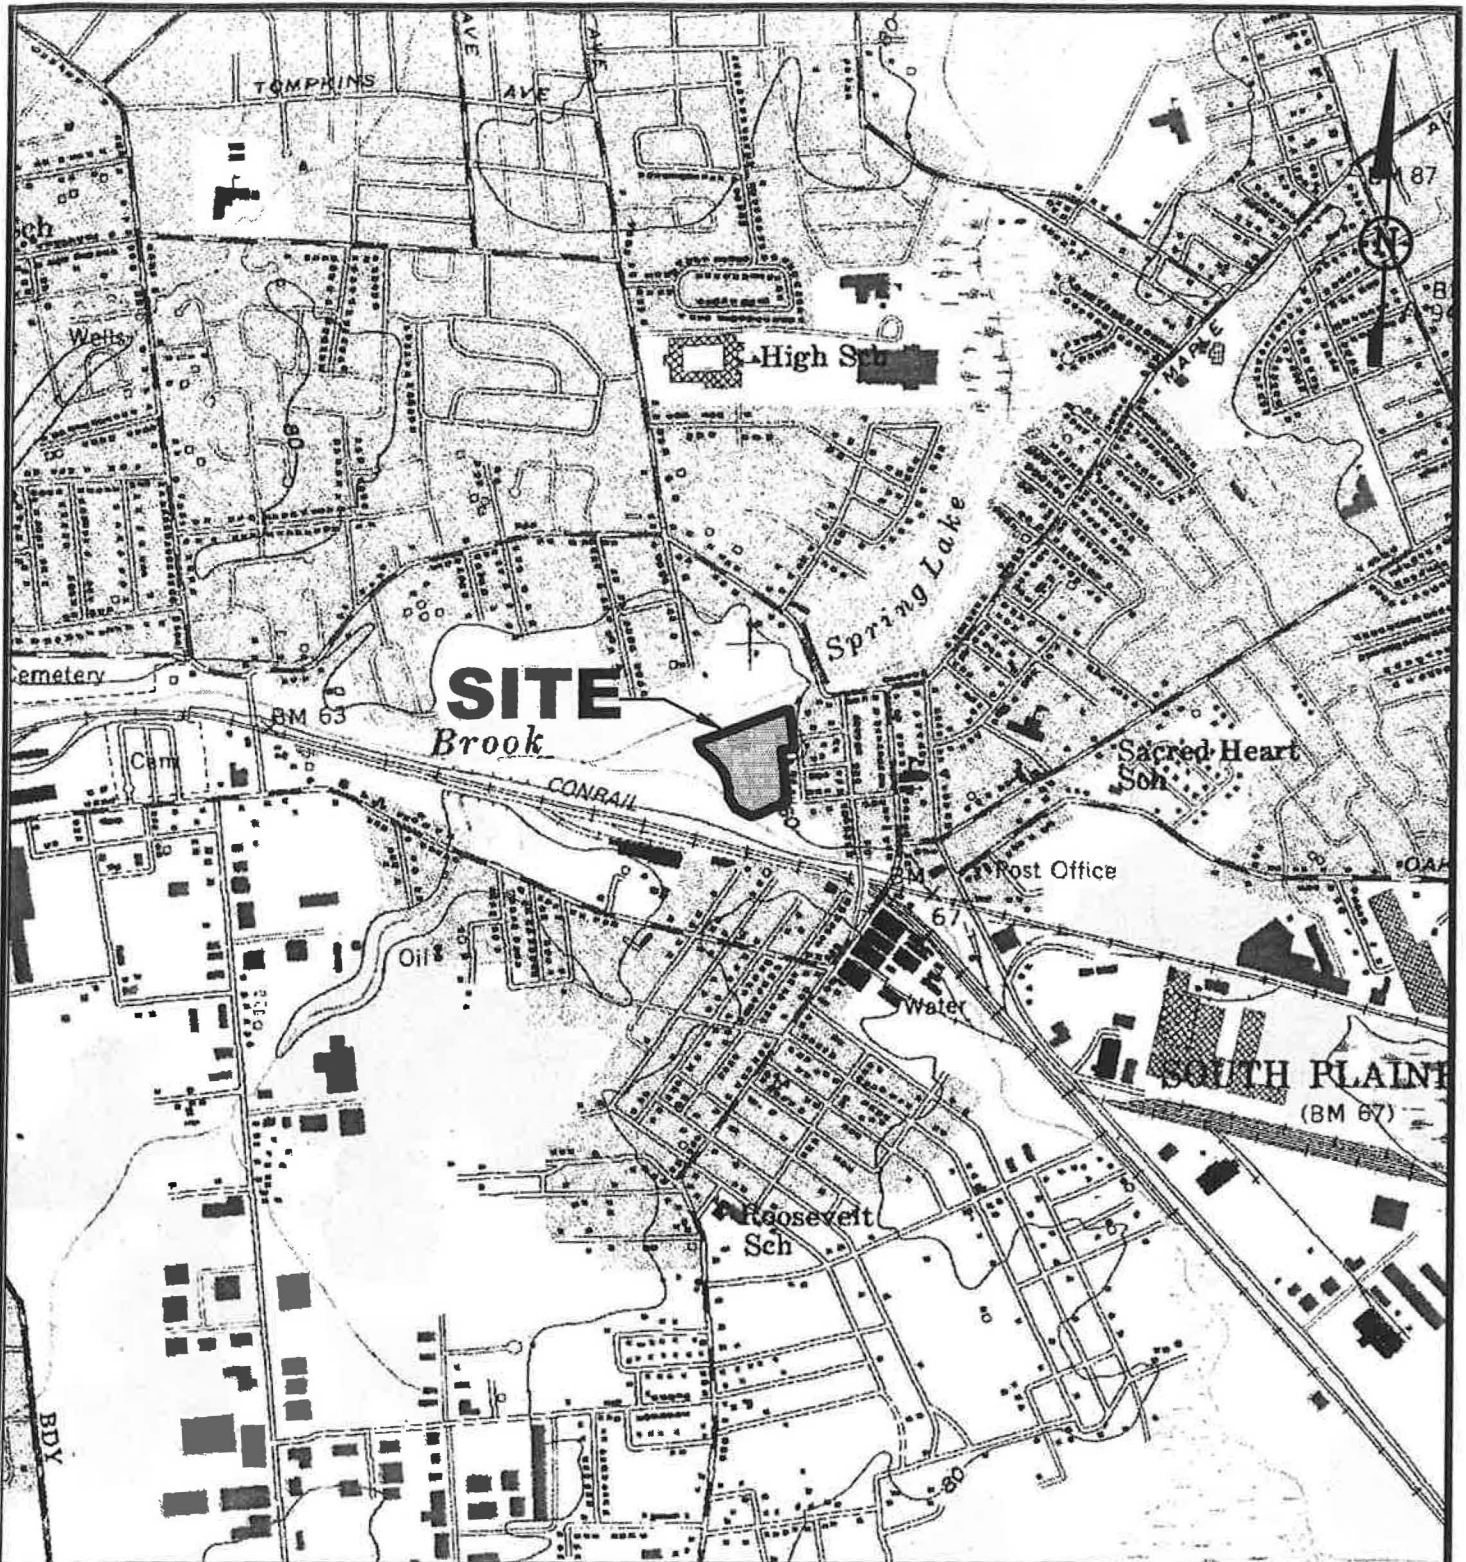 AVE
AVE
80
TOMPKINS AVE
BM 87
Sch
N
Wells
High Sch
MAPLE
80
Spring Lake
Cemetery
SITE
BM 63
Brook
Cem
CONRAIL
Sacred Heart
Sch
BM
67
Post Office
OAK
Oil
Water
SOUTH PLAINF
(BM 67)
Roosevelt
Sch
BDY
80